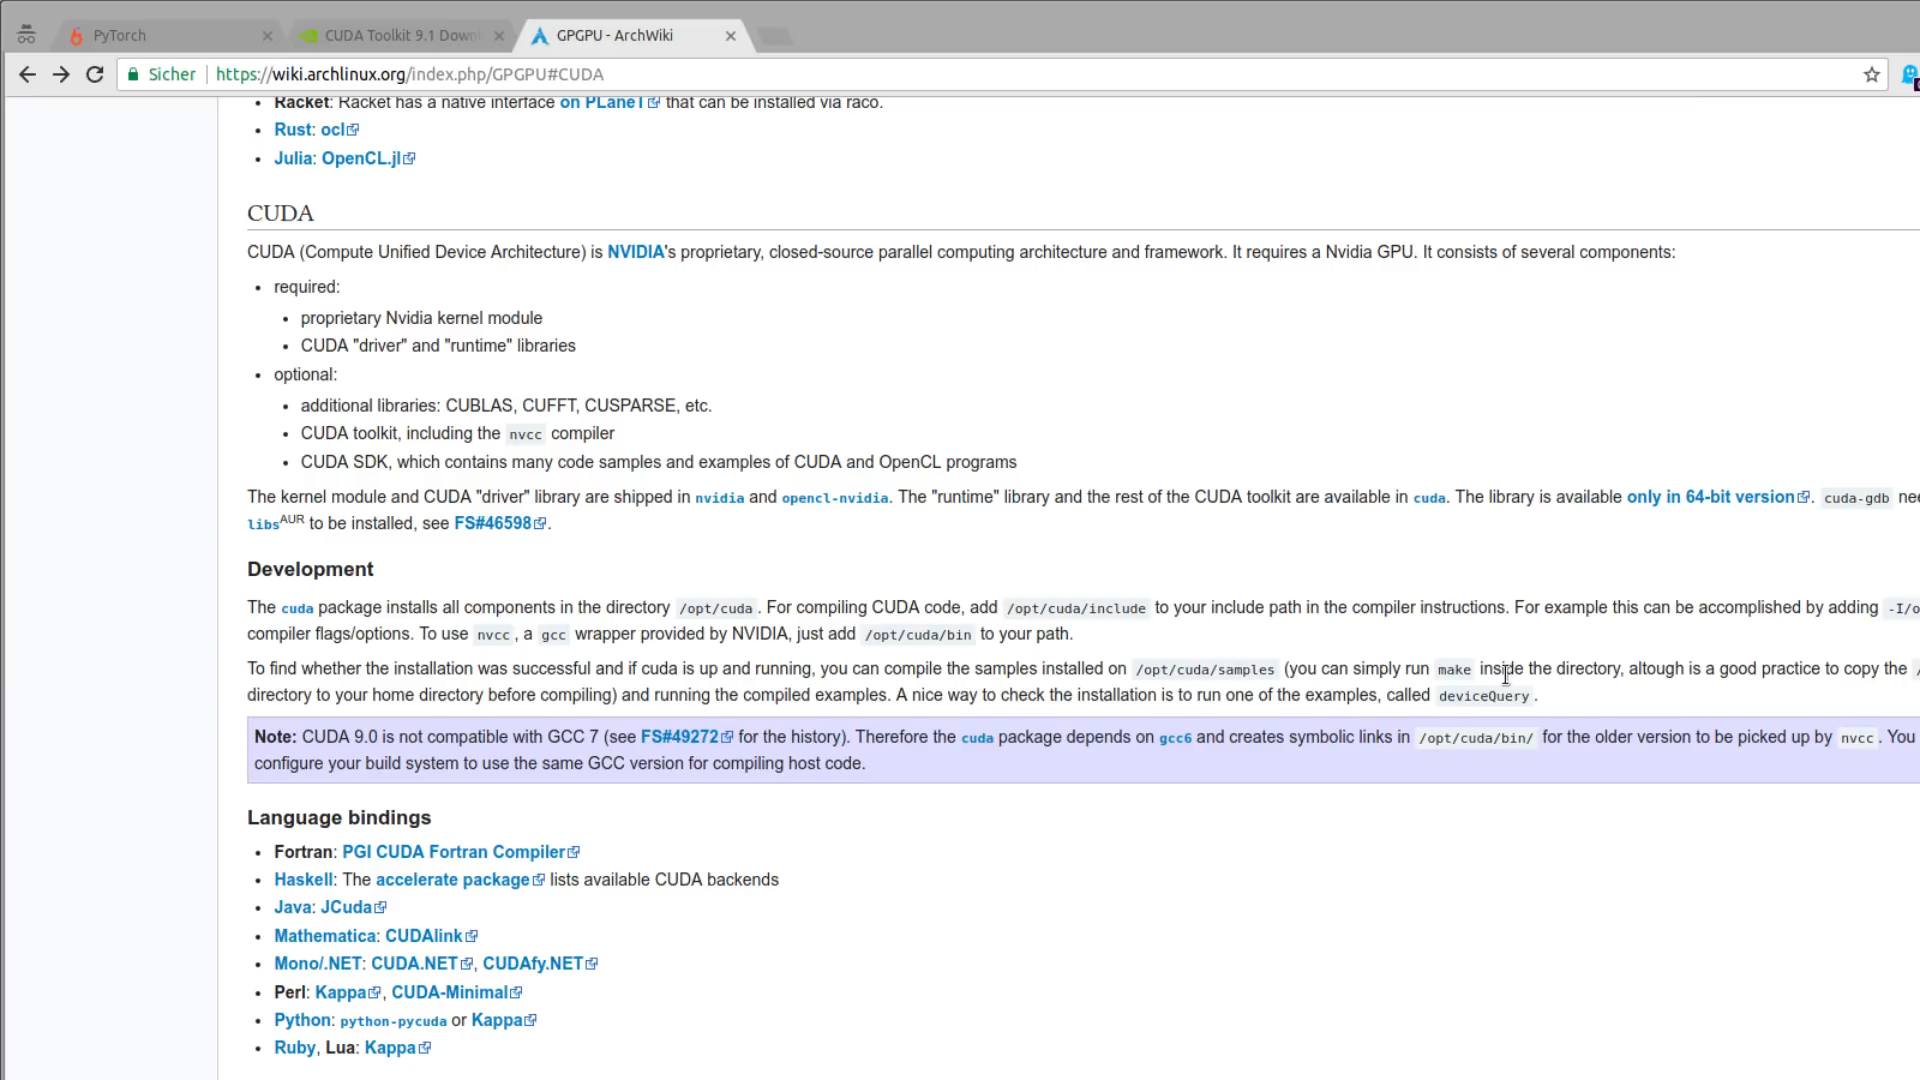 PyTorch
CUDA Toolkit 9.1 Down
GPGPU - ArchWiki
Sicher https://wiki.archlinux.org/index.php/GPGPU#CUDA
Racket: Racket has a native interface on PLaneT that can be installed via raco.
Rust: ocl
Julia: OpenCL.jl
CUDA
CUDA (Compute Unified Device Architecture) is NVIDIA's proprietary, closed-source parallel computing architecture and framework. It requires a Nvidia GPU. It consists of several components:
required:
proprietary Nvidia kernel module
CUDA "driver" and "runtime" libraries
optional:
additional libraries: CUBLAS, CUFFT, CUSPARSE, etc.
CUDA toolkit, including the nvcc compiler
CUDA SDK, which contains many code samples and examples of CUDA and OpenCL programs
The kernel module and CUDA "driver" library are shipped in nvidia and opencl-nvidia. The "runtime" library and the rest of the CUDA toolkit are available in cuda. The library is available only in 64-bit version. cuda-gdb nee
libsAUR to be installed, see FS#46598.
Development
The cuda package installs all components in the directory /opt/cuda. For compiling CUDA code, add /opt/cuda/include to your include path in the compiler instructions. For example this can be accomplished by adding -I/o
compiler flags/options. To use nvcc, a gcc wrapper provided by NVIDIA, just add /opt/cuda/bin to your path.
To find whether the installation was successful and if cuda is up and running, you can compile the samples installed on /opt/cuda/samples (you can simply run make inside the directory, altough is a good practice to copy the /
directory to your home directory before compiling) and running the compiled examples. A nice way to check the installation is to run one of the examples, called deviceQuery.
Note: CUDA 9.0 is not compatible with GCC 7 (see FS#49272 for the history). Therefore the cuda package depends on gcc6 and creates symbolic links in /opt/cuda/bin/ for the older version to be picked up by nvcc. You
configure your build system to use the same GCC version for compiling host code.
Language bindings
Fortran: PGI CUDA Fortran Compiler
Haskell: The accelerate package lists available CUDA backends
Java: JCuda
Mathematica: CUDAlink
Mono/.NET: CUDA.NET, CUDAfy.NET
Perl: Kappa, CUDA-Minimal
Python: python-pycuda or Kappa
Ruby, Lua: Kappa